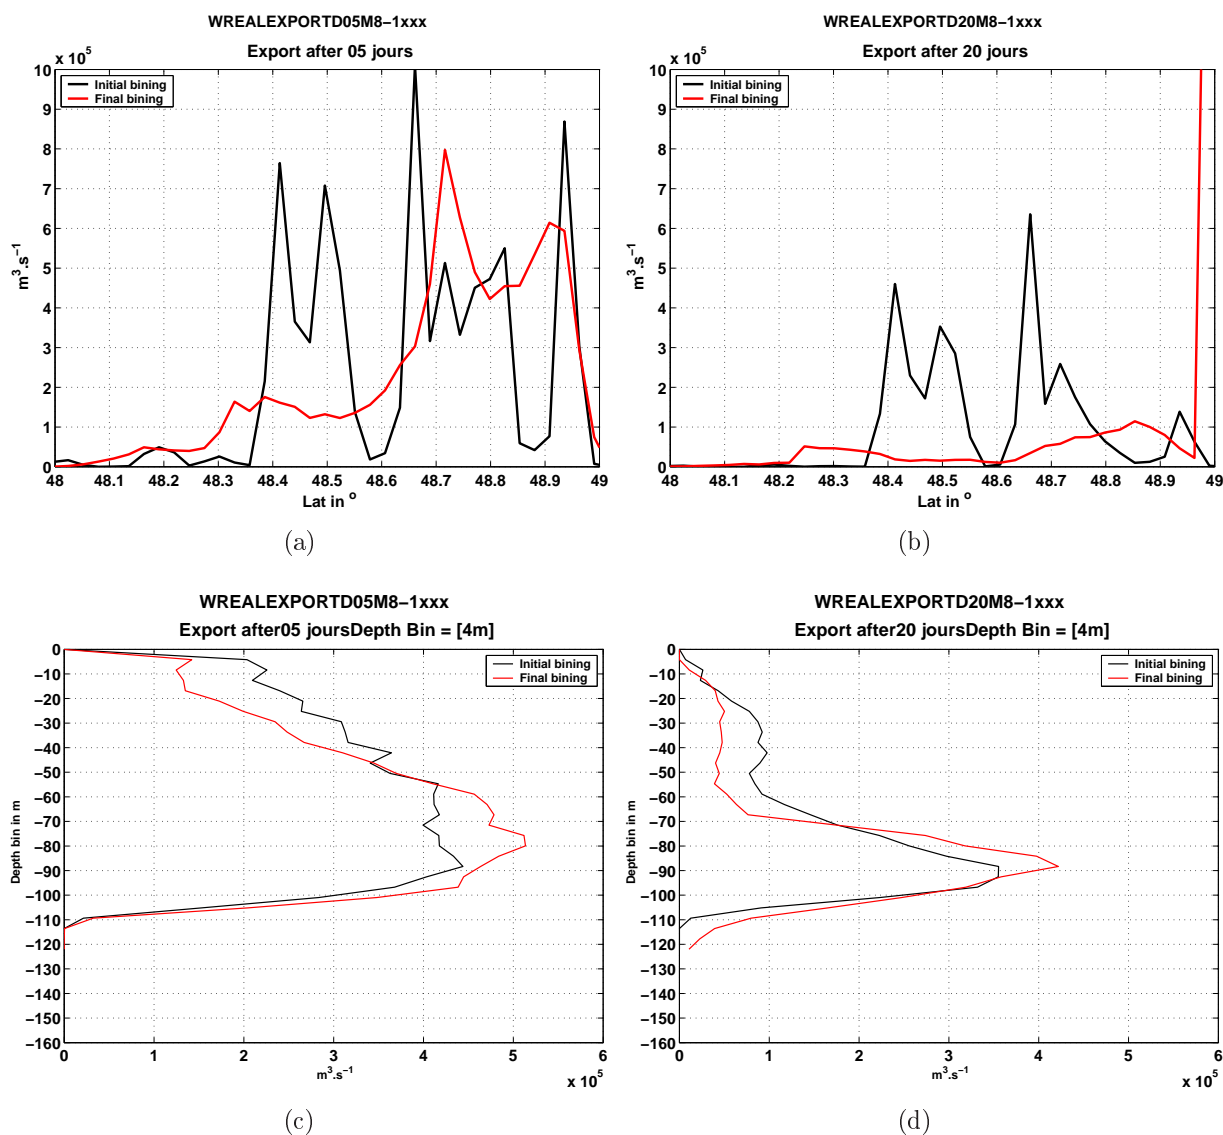 WREALEXPORTD05M8−1xxx
Export after 05 jours
x 10^5
Initial bining
Final bining
10
9
8
7
6
5
4
3
2
1
0
m^3.s^−1
48 48.1 48.2 48.3 48.4 48.5 48.6 48.7 48.8 48.9 49
Lat in °
(a)
WREALEXPORTD20M8−1xxx
Export after 20 jours
x 10^5
Initial bining
Final bining
10
9
8
7
6
5
4
3
2
1
0
m^3.s^−1
48 48.1 48.2 48.3 48.4 48.5 48.6 48.7 48.8 48.9 49
Lat in °
(b)
WREALEXPORTD05M8−1xxx
Export after05 joursDepth Bin = [4m]
Initial bining
Final bining
0
−10
−20
−30
−40
−50
−60
−70
−80
−90
−100
−110
−120
−130
−140
−150
−160
Depth bin in m
0 1 2 3 4 5 6
m^3.s^−1
x 10^5
(c)
WREALEXPORTD20M8−1xxx
Export after20 joursDepth Bin = [4m]
Initial bining
Final bining
0
−10
−20
−30
−40
−50
−60
−70
−80
−90
−100
−110
−120
−130
−140
−150
−160
Depth bin in m
0 1 2 3 4 5 6
m^3.s^−1
x 10^5
(d)